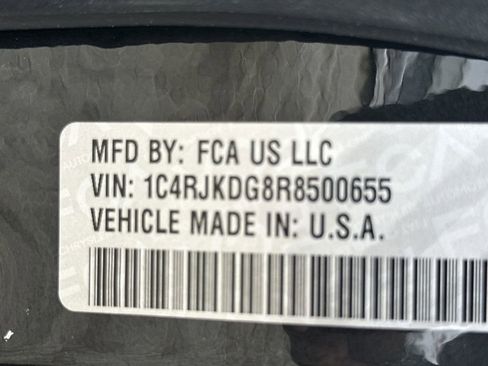 MFD BY: FCA US LLC
VIN: 1C4RJKDG8R8500655
VEHICLE MADE IN: U.S.A.